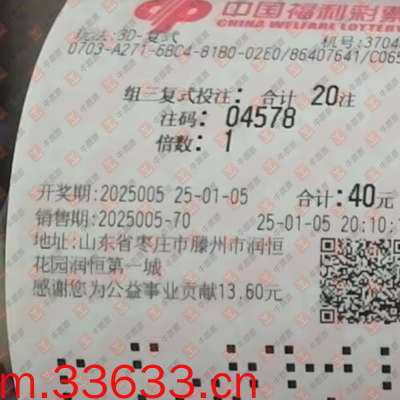 中国福利彩票
CHINA WELFARE LOTTERY
玩法:3D-复式
机号:3704
0703-A271-6BC4-81B0-02E0/86407641/C065
组三复式投注: 合计 20注
注码: 04578
倍数: 1
开奖期:2025005 25-01-05 合计:40元
销售期:2025005-70 25-01-05 20:10:1
地址:山东省枣庄市滕州市润恒
花园润恒第一城
感谢您为公益事业贡献13.60元
m.33633.cn